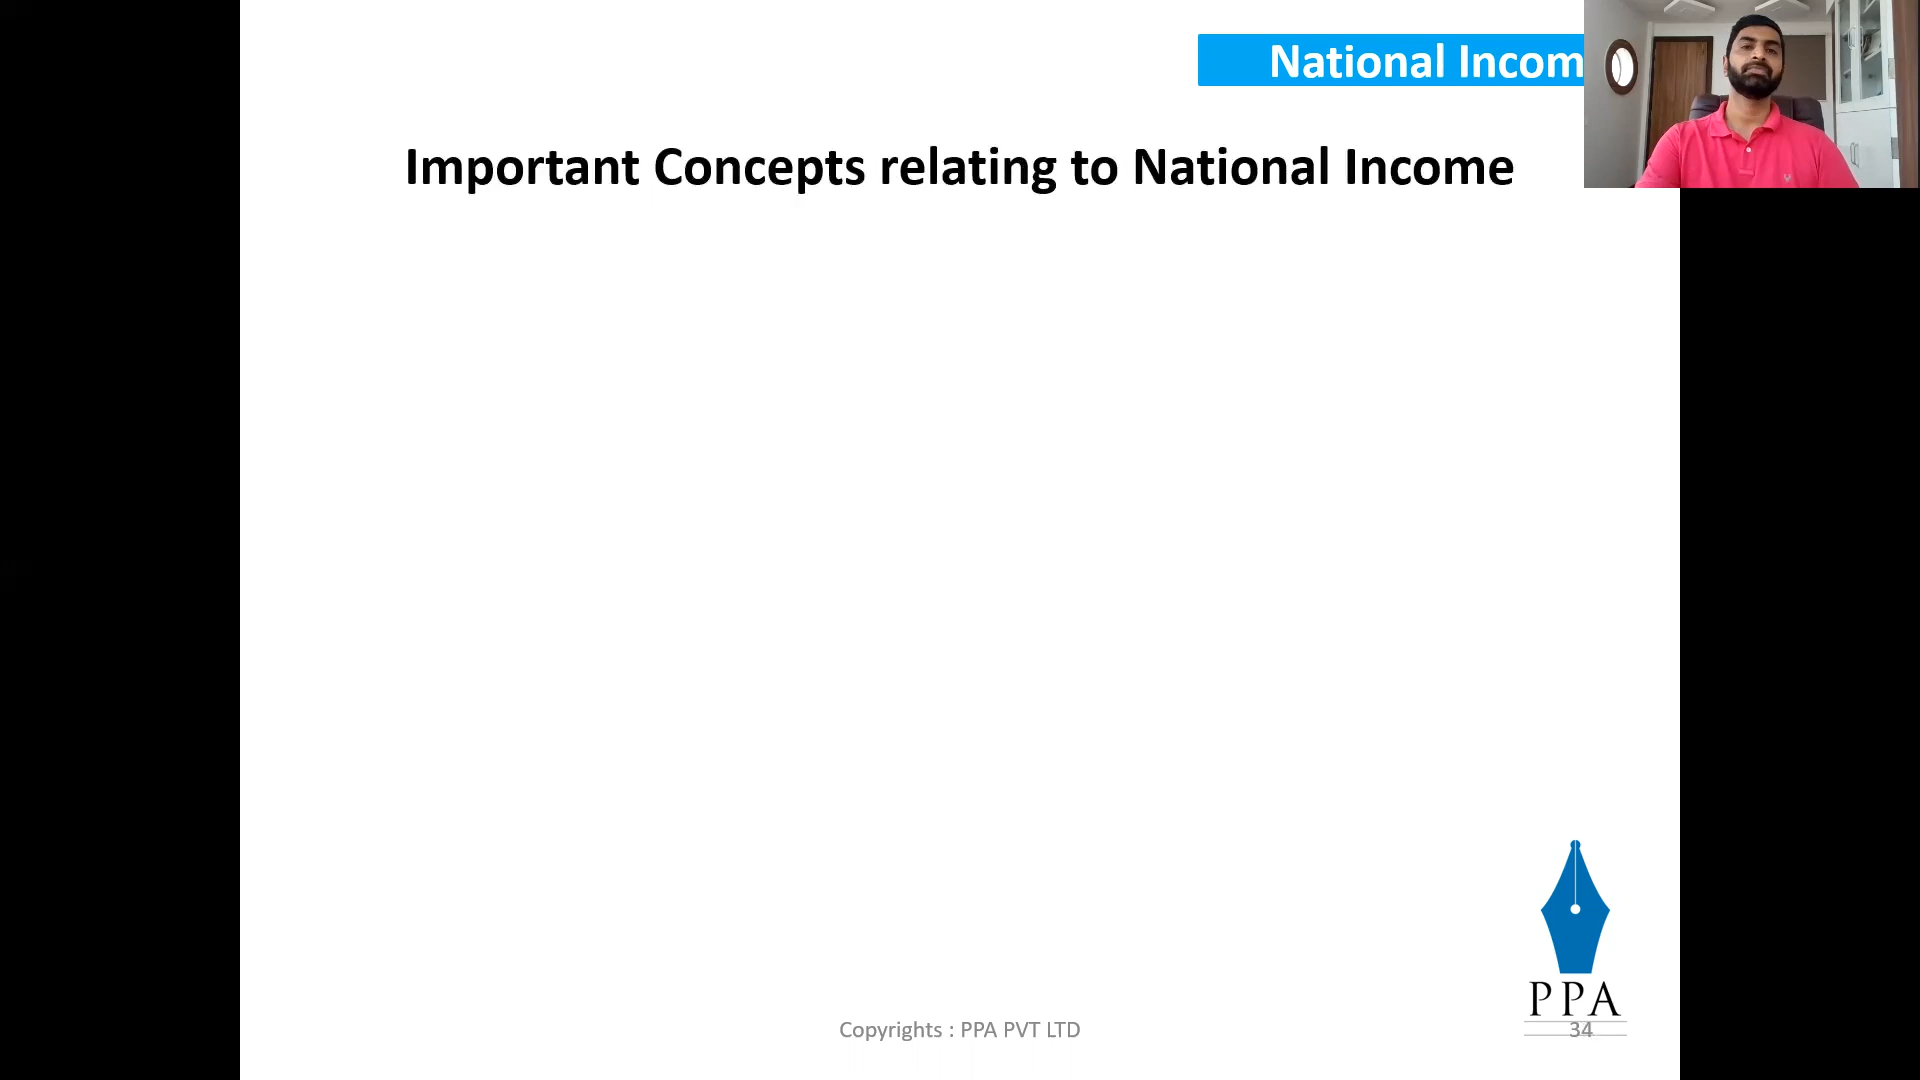 National Incom
Important Concepts relating to National Income
PPA
Copyrights : PPA PVT LTD
34